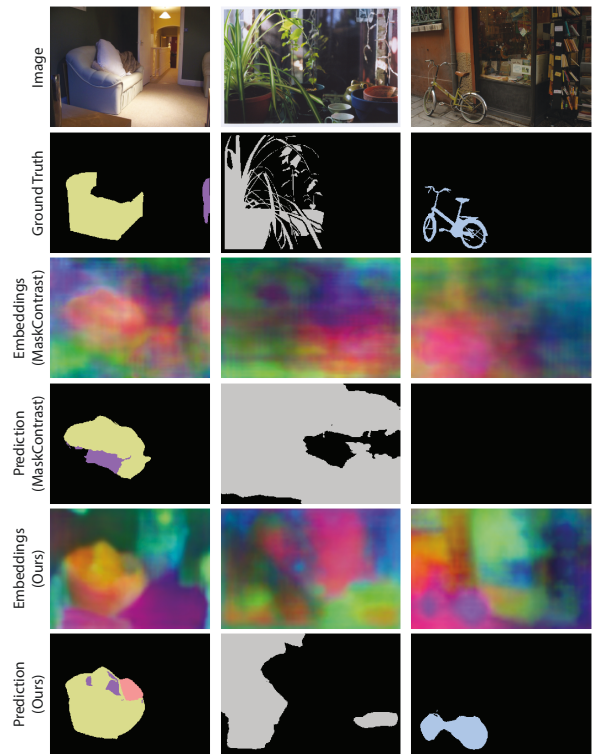 Image
Ground Truth
Embeddings
(MaskContrast)
Prediction
(MaskContrast)
Embeddings
(Ours)
Prediction
(Ours)